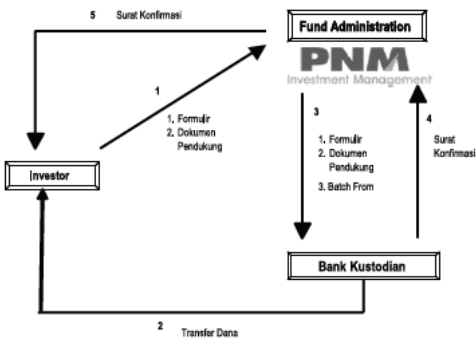 5 Surat Konfirmasi
Fund Administration
PNM
Investment Management
1
1. Formulir
2. Dokumen
Pendukung
3
1. Formulir
2. Dokumen
Pendukung
3. Batch From
4
Surat
Konfirmasi
Investor
Bank Kustodian
2
Transfer Dana